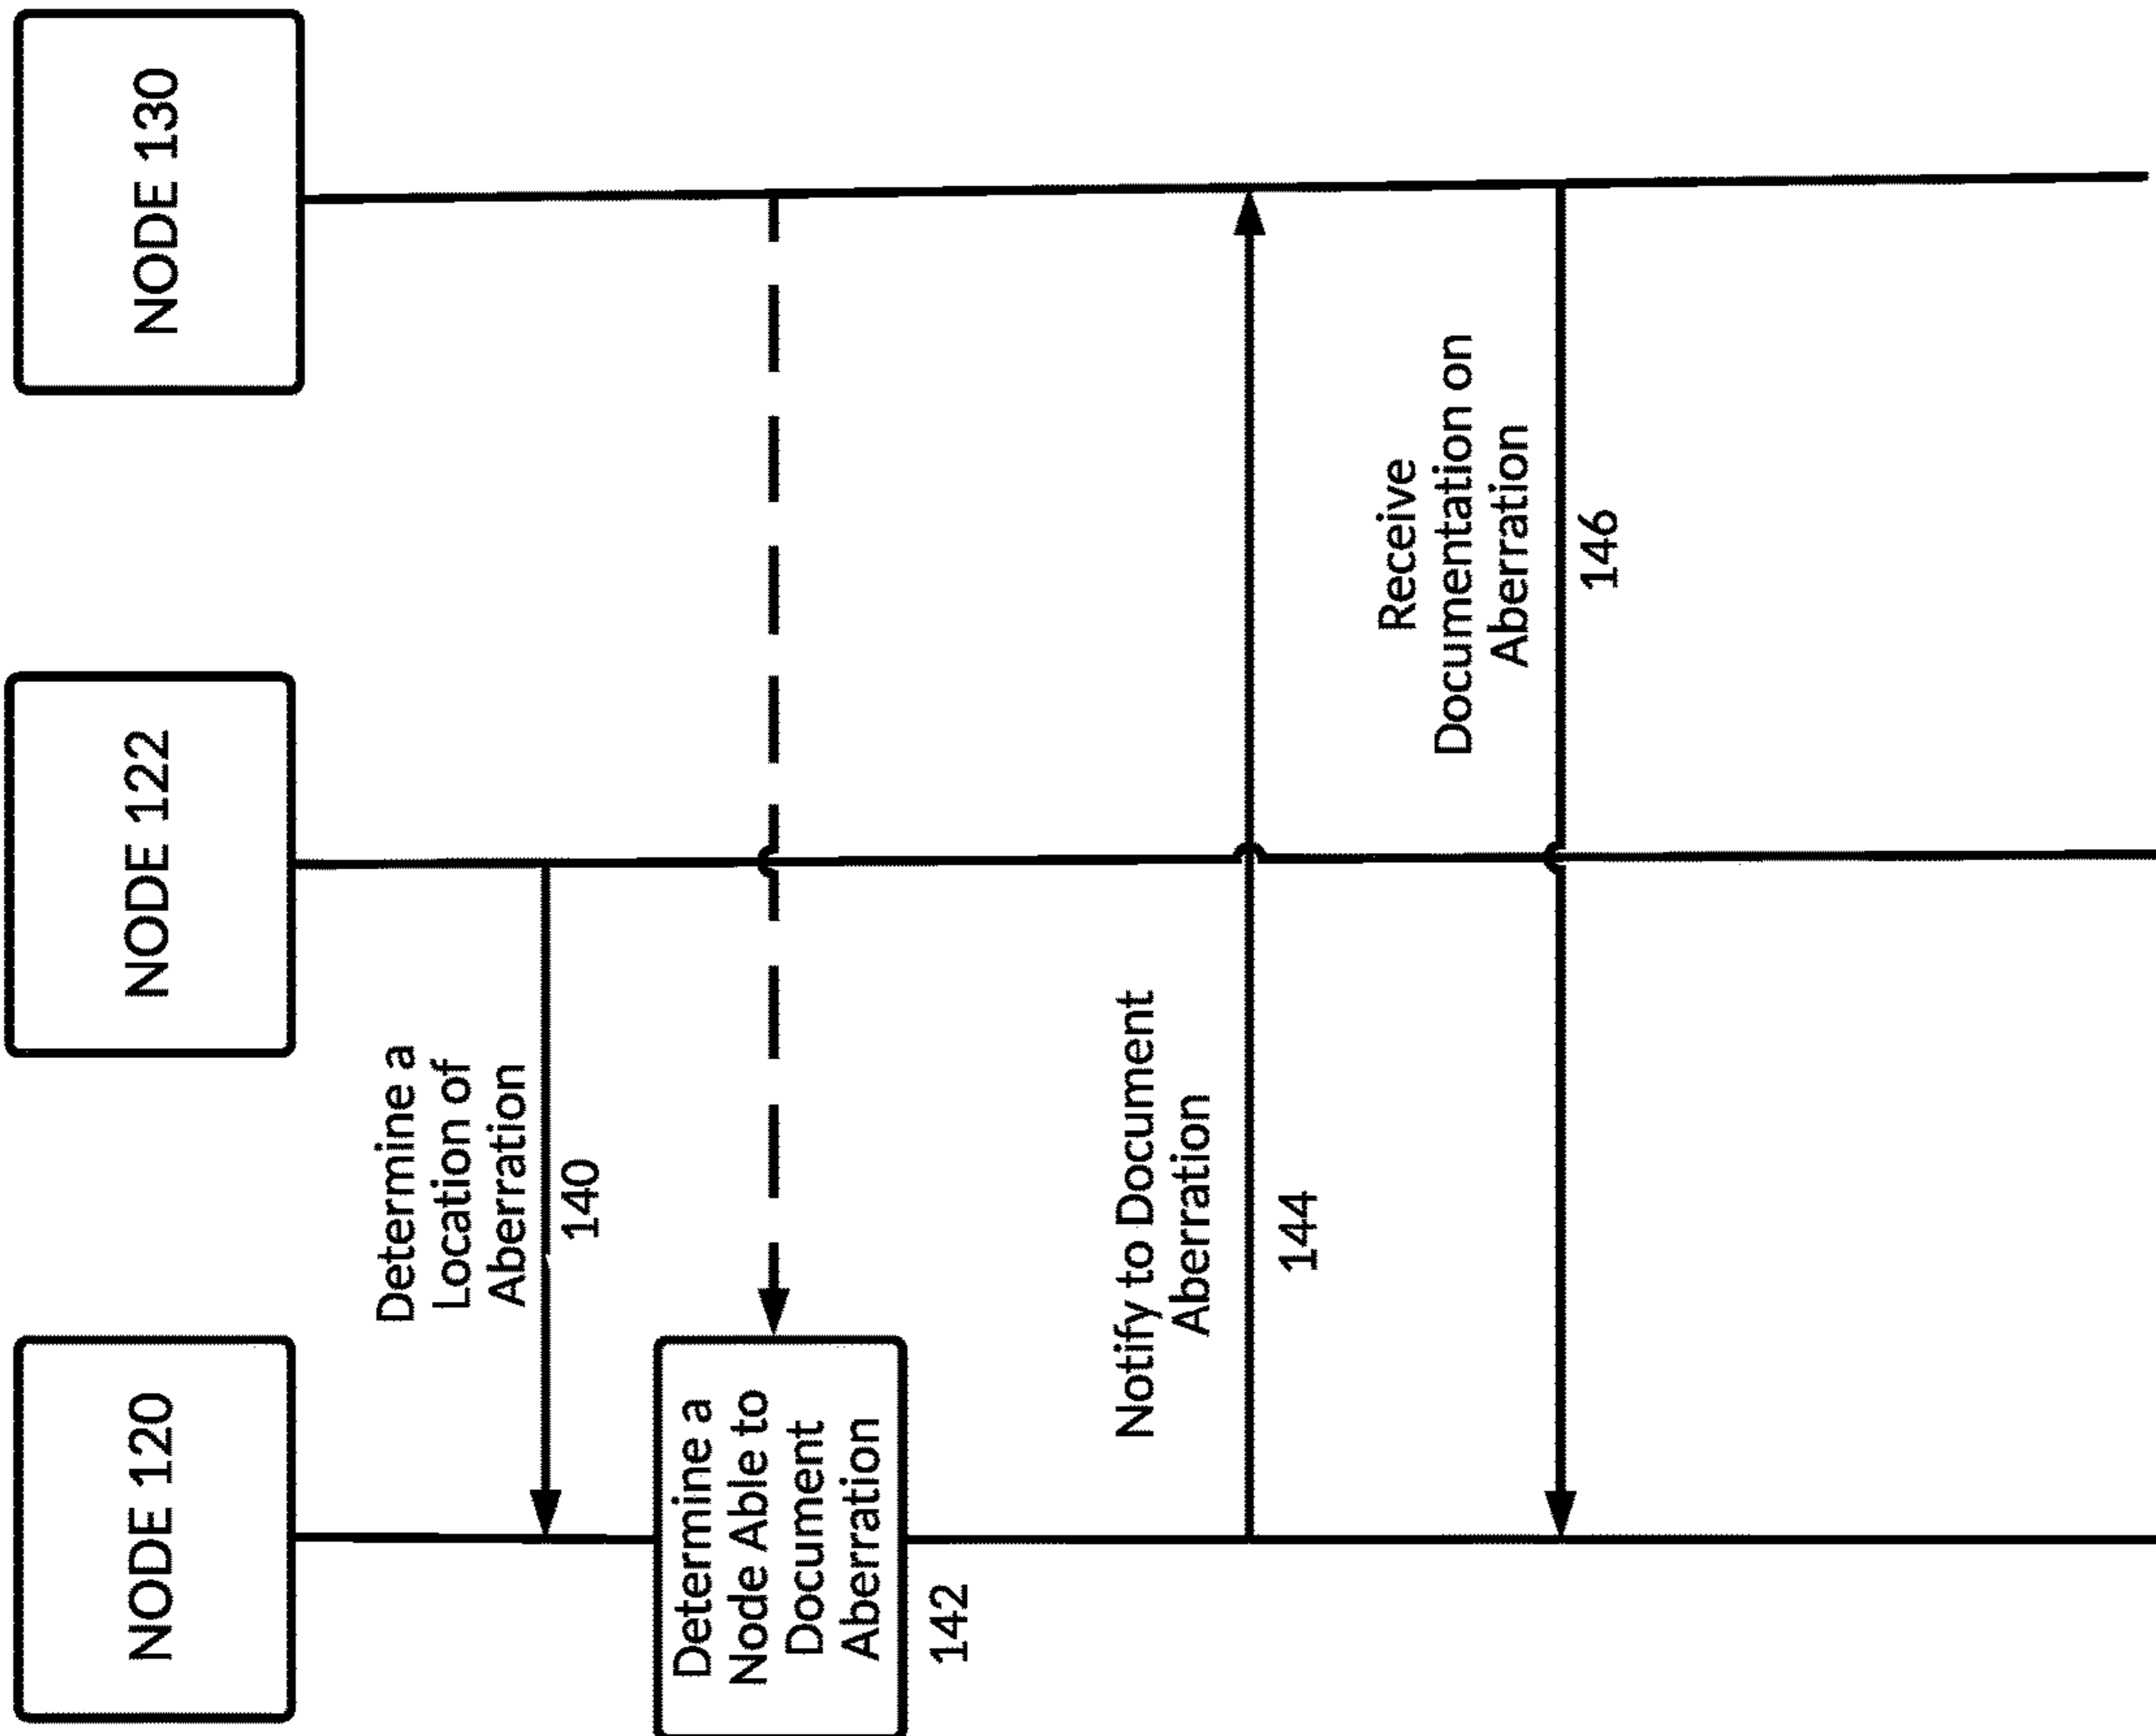 NODE 120
NODE 122
NODE 130
Determine a
Location of
Aberration
140
Determine a
Node Able to
Document
Aberration
142
Notify to Document
Aberration
144
Receive
Documentation on
Aberration
146